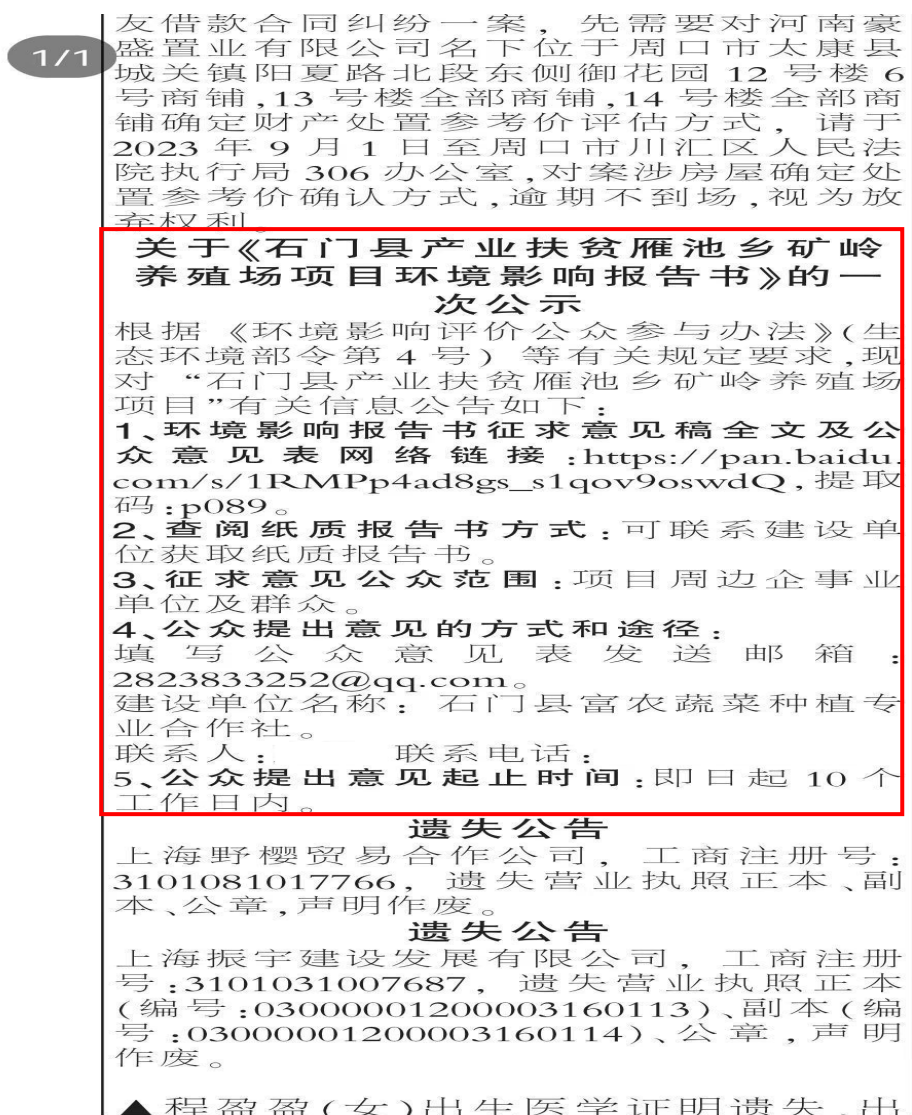 友借款合同纠纷一案，先需要对河南豪
1/1
盛置业有限公司名下位于周口市太康县
城关镇阳夏路北段东侧御花园 12 号楼 6
号商铺,13 号楼全部商铺,14 号楼全部商
铺确定财产处置参考价评估方式，请于
2023 年 9 月 1 日至周口市川汇区人民法
院执行局 306 办公室,对案涉房屋确定处
置参考价确认方式,逾期不到场,视为放
弃权利。
关于《石门县产业扶贫雁池乡矿岭
养殖场项目环境影响报告书》的一
次公示
根据《环境影响评价公众参与办法》(生
态环境部令第 4 号）等有关规定要求,现
对“石门县产业扶贫雁池乡矿岭养殖场
项目”有关信息公告如下：
1、环境影响报告书征求意见稿全文及公
众意见表网络链接:https://pan.baidu.
com/s/1RMPp4ad8gs_s1qov9oswdQ,提取
码:p089。
2、查阅纸质报告书方式:可联系建设单
位获取纸质报告书。
3、征求意见公众范围:项目周边企事业
单位及群众。
4、公众提出意见的方式和途径：
填写公众意见表发送邮箱：
2823833252@qq.com。
建设单位名称：石门县富农蔬菜种植专
业合作社。
联系人： 联系电话：
5、公众提出意见起止时间:即日起 10 个
工作日内。
遗失公告
上海野樱贸易合作公司，工商注册号：
3101081017766，遗失营业执照正本、副
本、公章,声明作废。
遗失公告
上海振宇建设发展有限公司，工商注册
号:3101031007687，遗失营业执照正本
(编号:03000001200003160113)、副本(编
号:03000001200003160114)、公章,声明
作废。
◆程盈盈(女)出生医学证明遗失,出